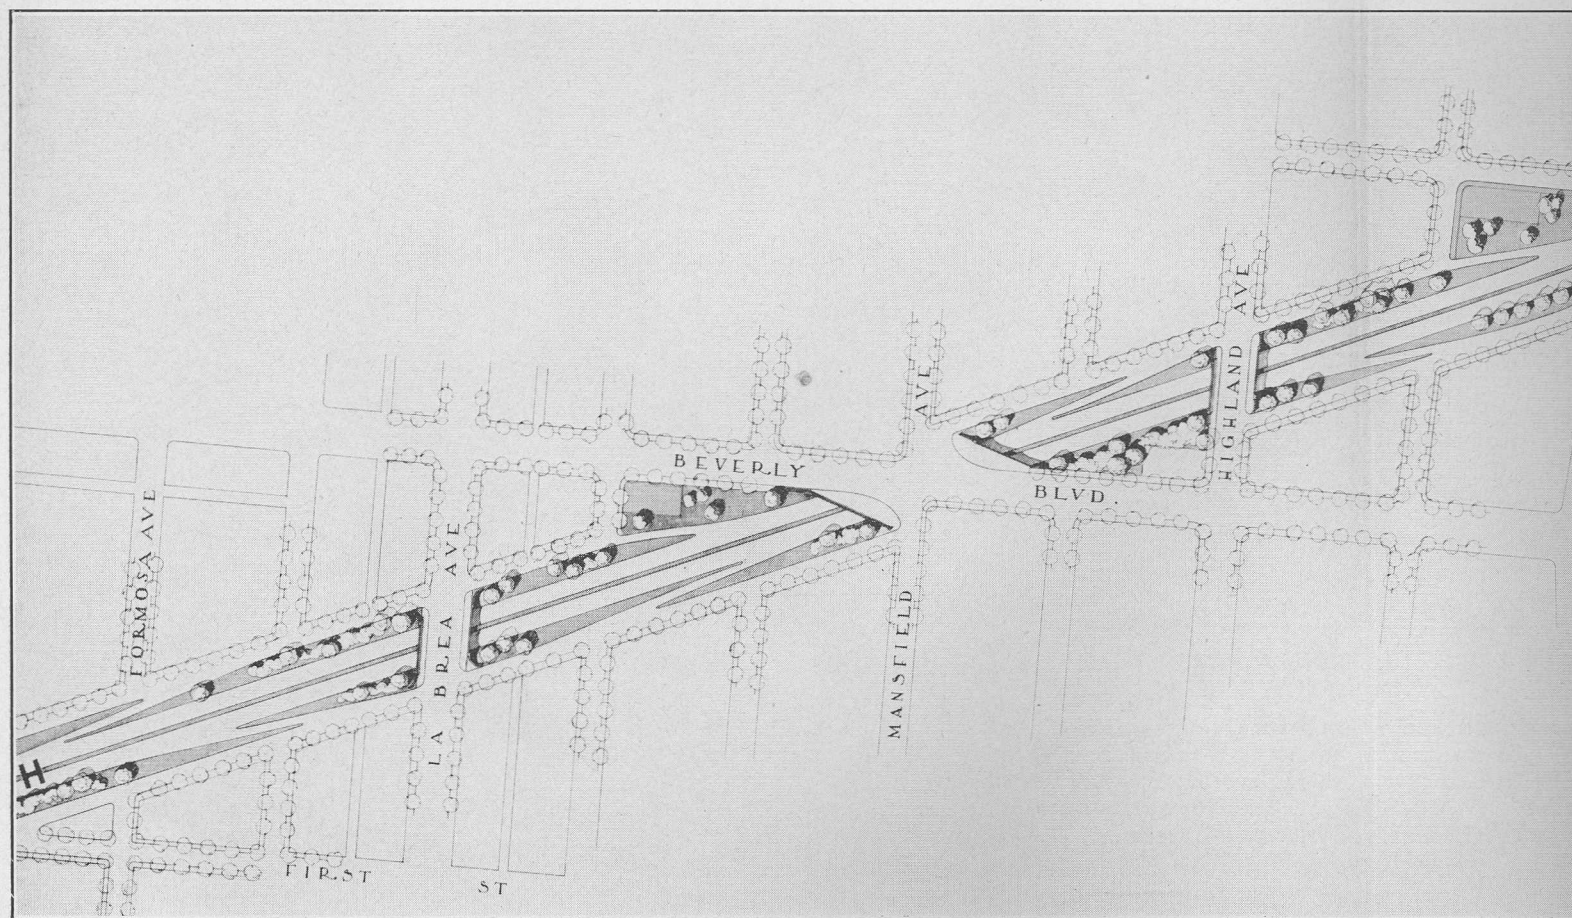 FORMOSA AVE
LA BREA AVE
BEVERLY BLVD.
MANSFIELD AVE
HIGHLAND AVE
FIRST ST
H